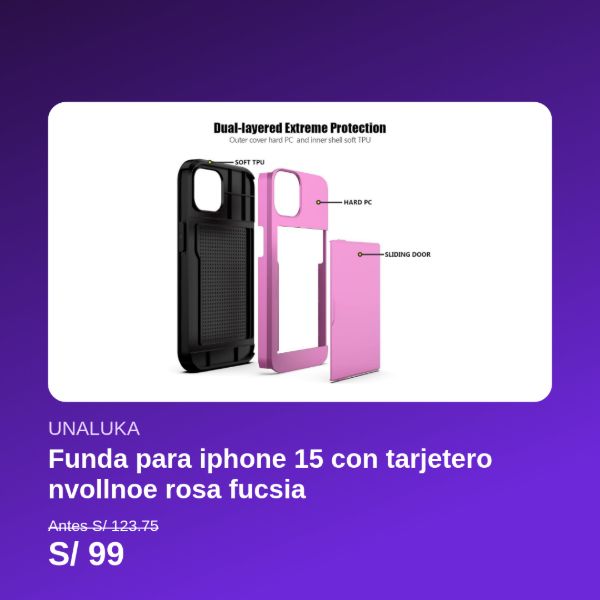 Dual-layered Extreme Protection
Outer cover hard PC and inner shell soft TPU
SOFT TPU
HARD PC
SLIDING DOOR
UNALUKA
Funda para iphone 15 con tarjetero
nvollnoe rosa fucsia
Antes S/ 123.75
S/ 99